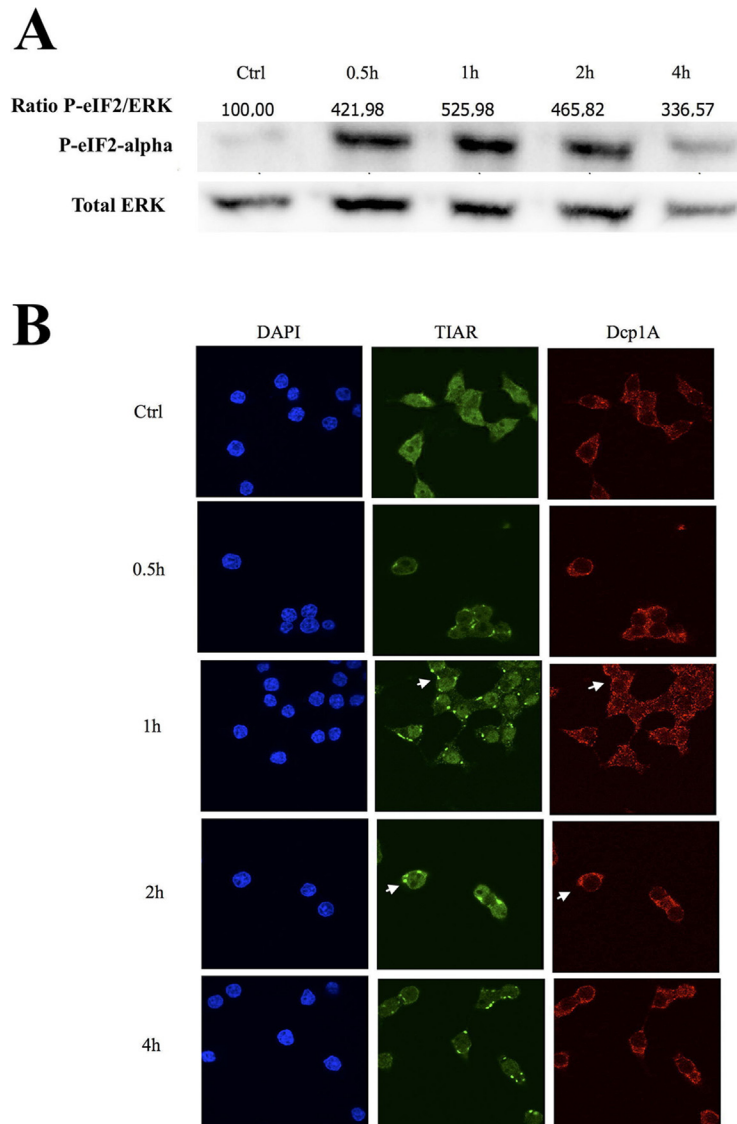 A
Ctrl 0.5h 1h 2h 4h
Ratio P-eIF2/ERK 100,00 421,98 525,98 465,82 336,57
P-eIF2-alpha
Total ERK
B
DAPI TIAR Dcp1A
Ctrl
0.5h
1h
2h
4h